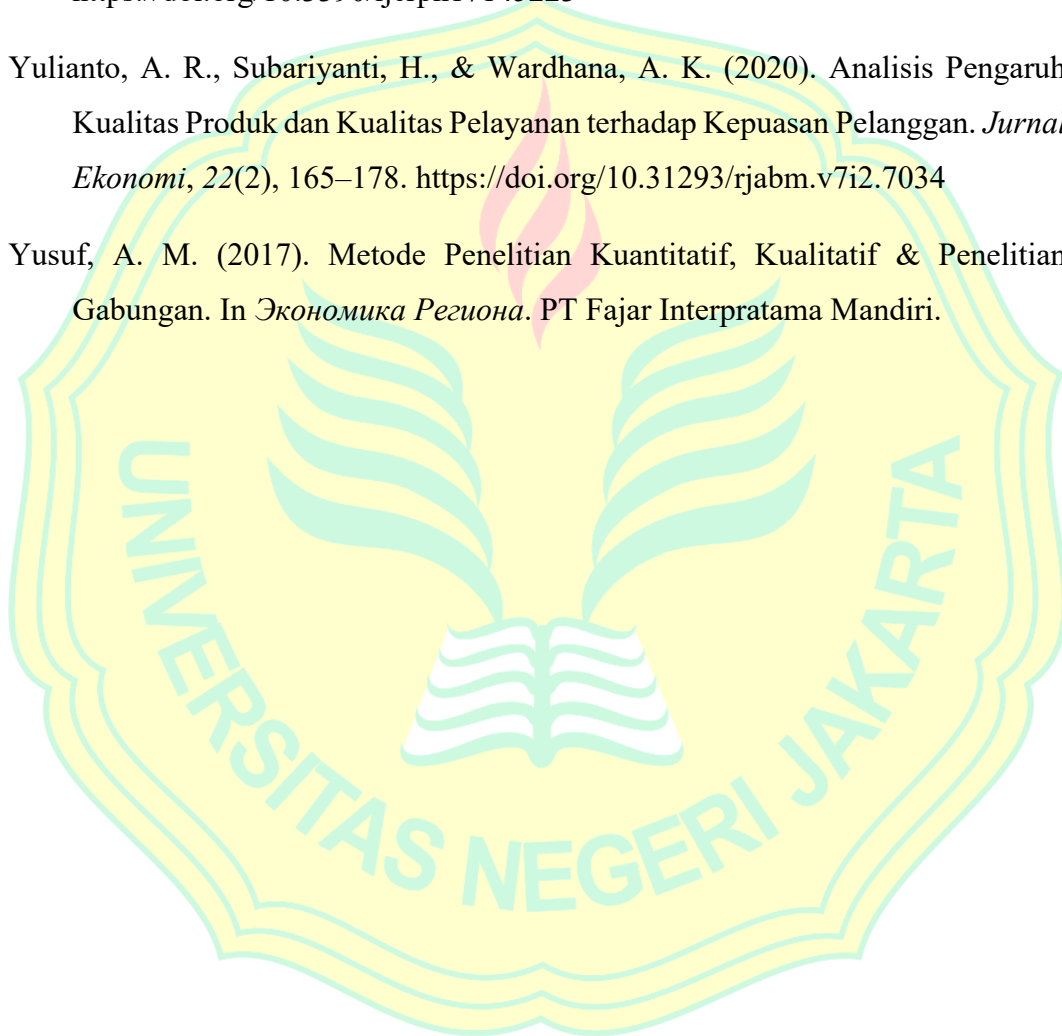 Yulianto, A. R., Subariyanti, H., & Wardhana, A. K. (2020). Analisis Pengaruh
Kualitas Produk dan Kualitas Pelayanan terhadap Kepuasan Pelanggan. Jurnal
Ekonomi, 22(2), 165–178. https://doi.org/10.31293/rjabm.v7i2.7034
Yusuf, A. M. (2017). Metode Penelitian Kuantitatif, Kualitatif & Penelitian
Gabungan. In Экономика Региона. PT Fajar Interpratama Mandiri.
UNIVERSITAS NEGERI JAKARTA